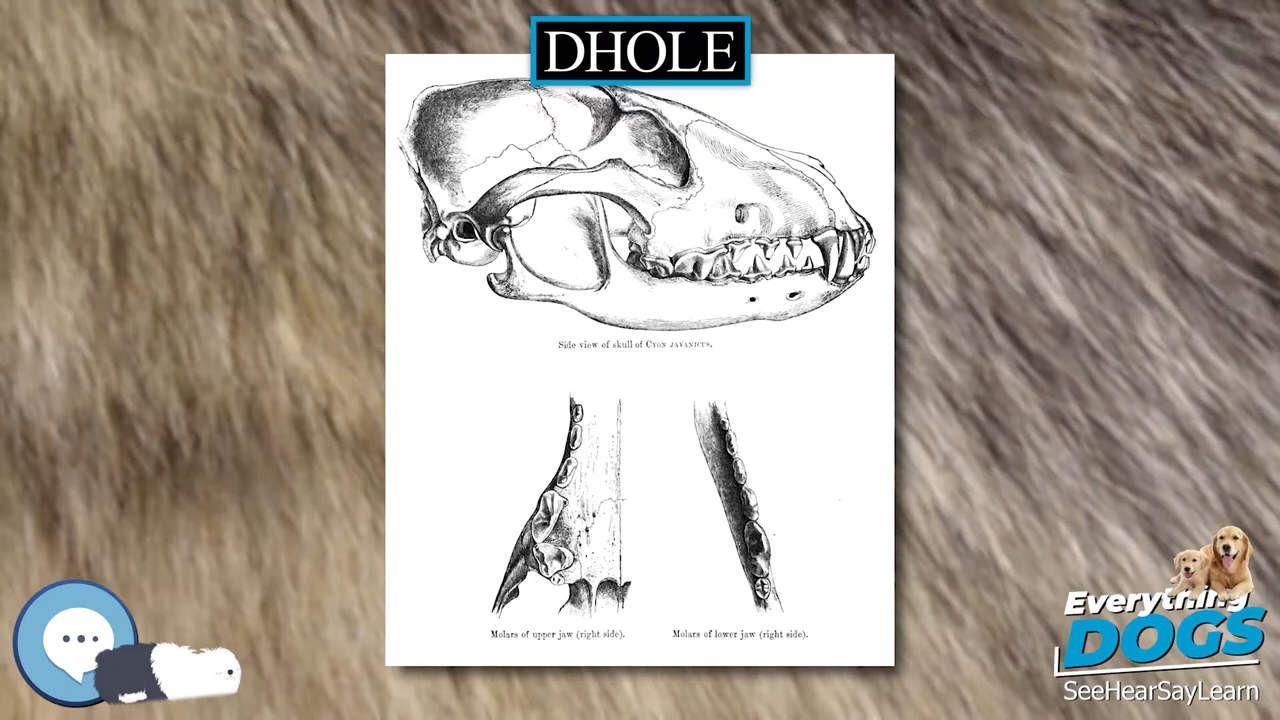 DHOLE
Side view of skull of CYON JAVANICUS.
Molars of upper jaw (right side).
Molars of lower jaw (right side).
Everything
DOGS
SeeHearSayLearn